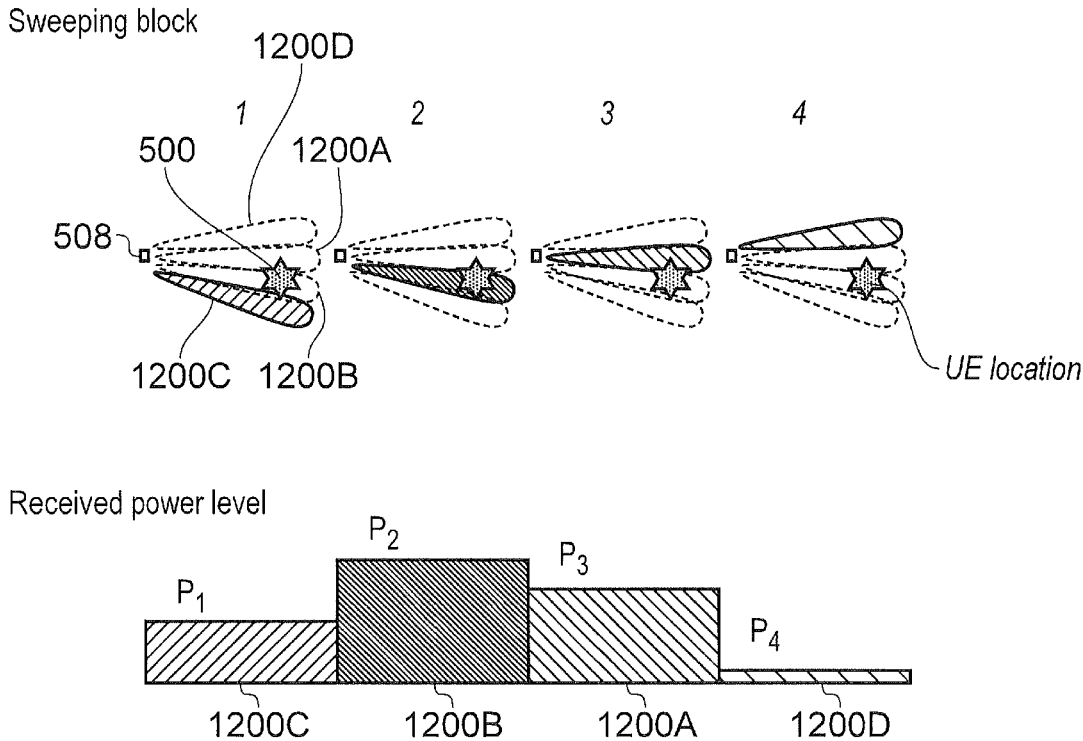 Sweeping block
1200D
1 2 3 4
500 1200A
508
1200C 1200B
UE location
Received power level
P2
P3
P1
P4
1200C 1200B 1200A 1200D